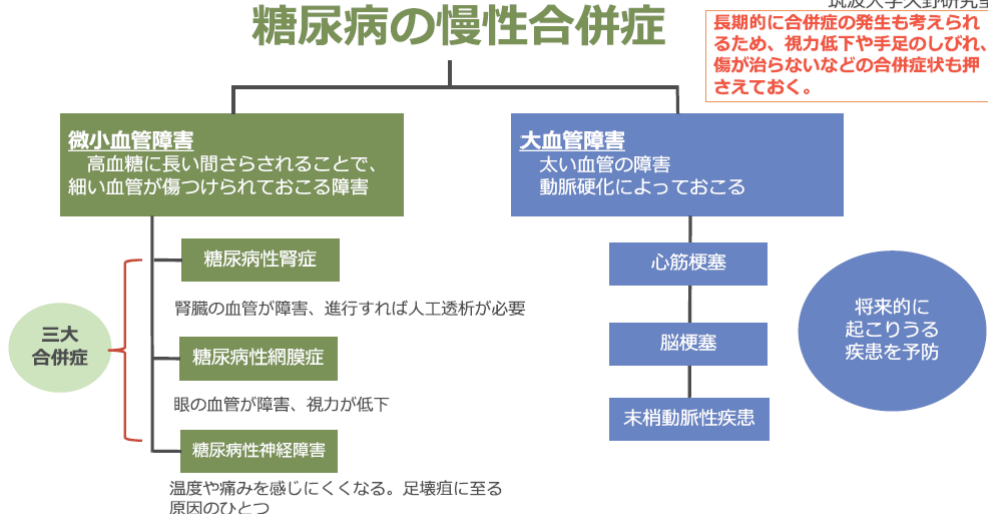 糖尿病の慢性合併症
筑波大学久野研究室
長期的に合併症の発生も考えられ
るため、視力低下や手足のしびれ、
傷が治らないなどの合併症状も押
さえておく。
微小血管障害
高血糖に長い間さらされることで、
細い血管が傷つけられておこる障害
大血管障害
太い血管の障害
動脈硬化によっておこる
三大
合併症
糖尿病性腎症
腎臓の血管が障害、進行すれば人工透析が必要
糖尿病性網膜症
眼の血管が障害、視力が低下
糖尿病性神経障害
温度や痛みを感じにくくなる。足壊疽に至る
原因のひとつ
心筋梗塞
脳梗塞
末梢動脈性疾患
将来的に
起こりうる
疾患を予防